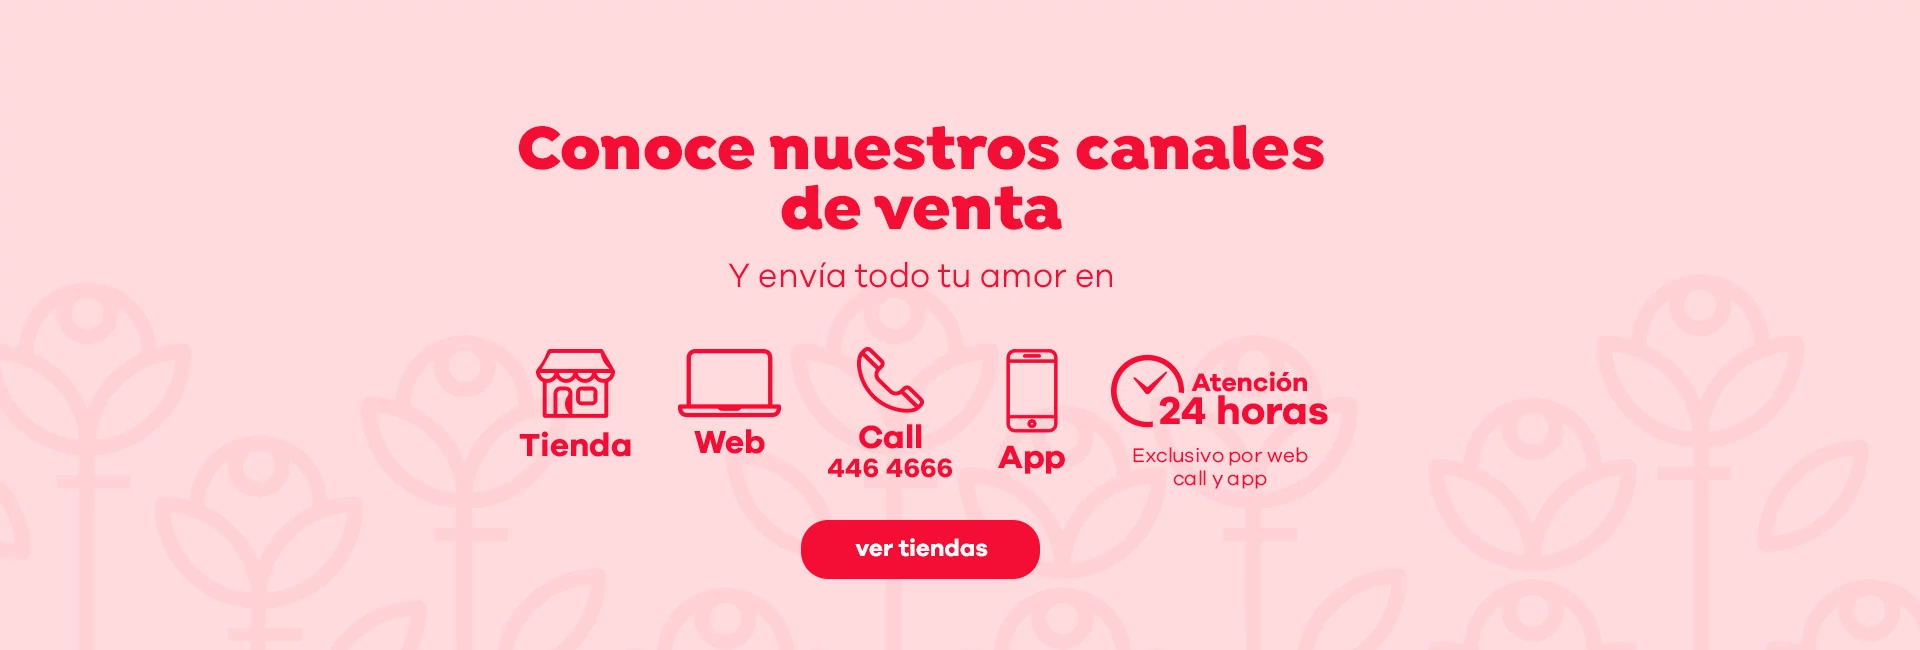 Conoce nuestros canales
de venta
Y envía todo tu amor en
Tienda
Web
Call
446 4666
App
Atención
24 horas
Exclusivo por web
call y app
ver tiendas